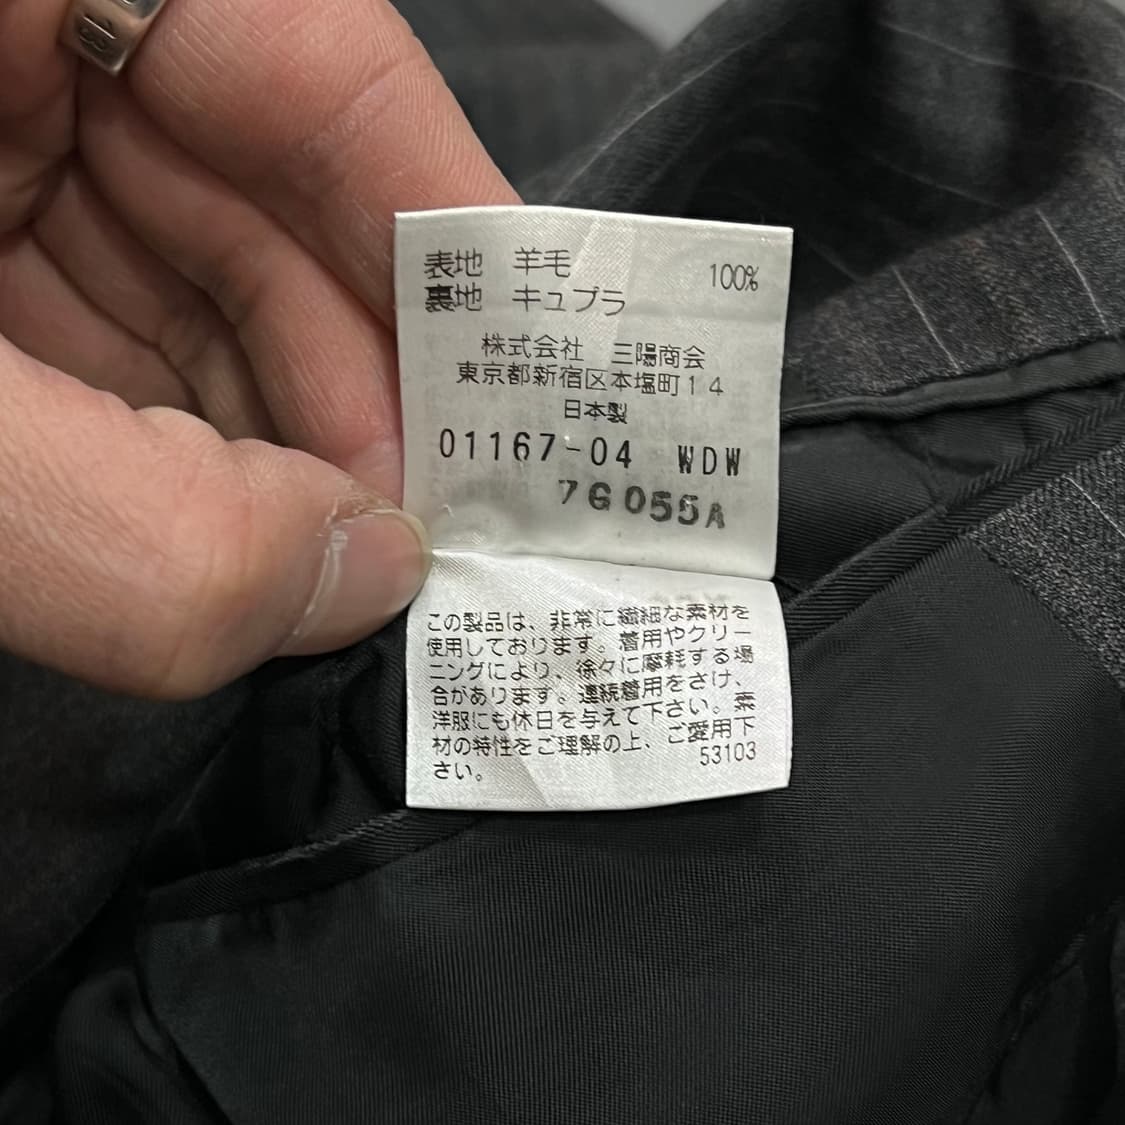 表地 羊毛 100%
裏地 キュプラ
株式会社 三陽商会
東京都新宿区本塩町14
日本製
01167-04 WDW
7G055A
この製品は、非常に繊細な素材を
使用しております。着用やクリー
ニングにより、徐々に摩耗する場
合があります。連続着用をさけ、
洋服にも休日を与えて下さい。素
材の特性をご理解の上、ご愛用下
さい。 53103